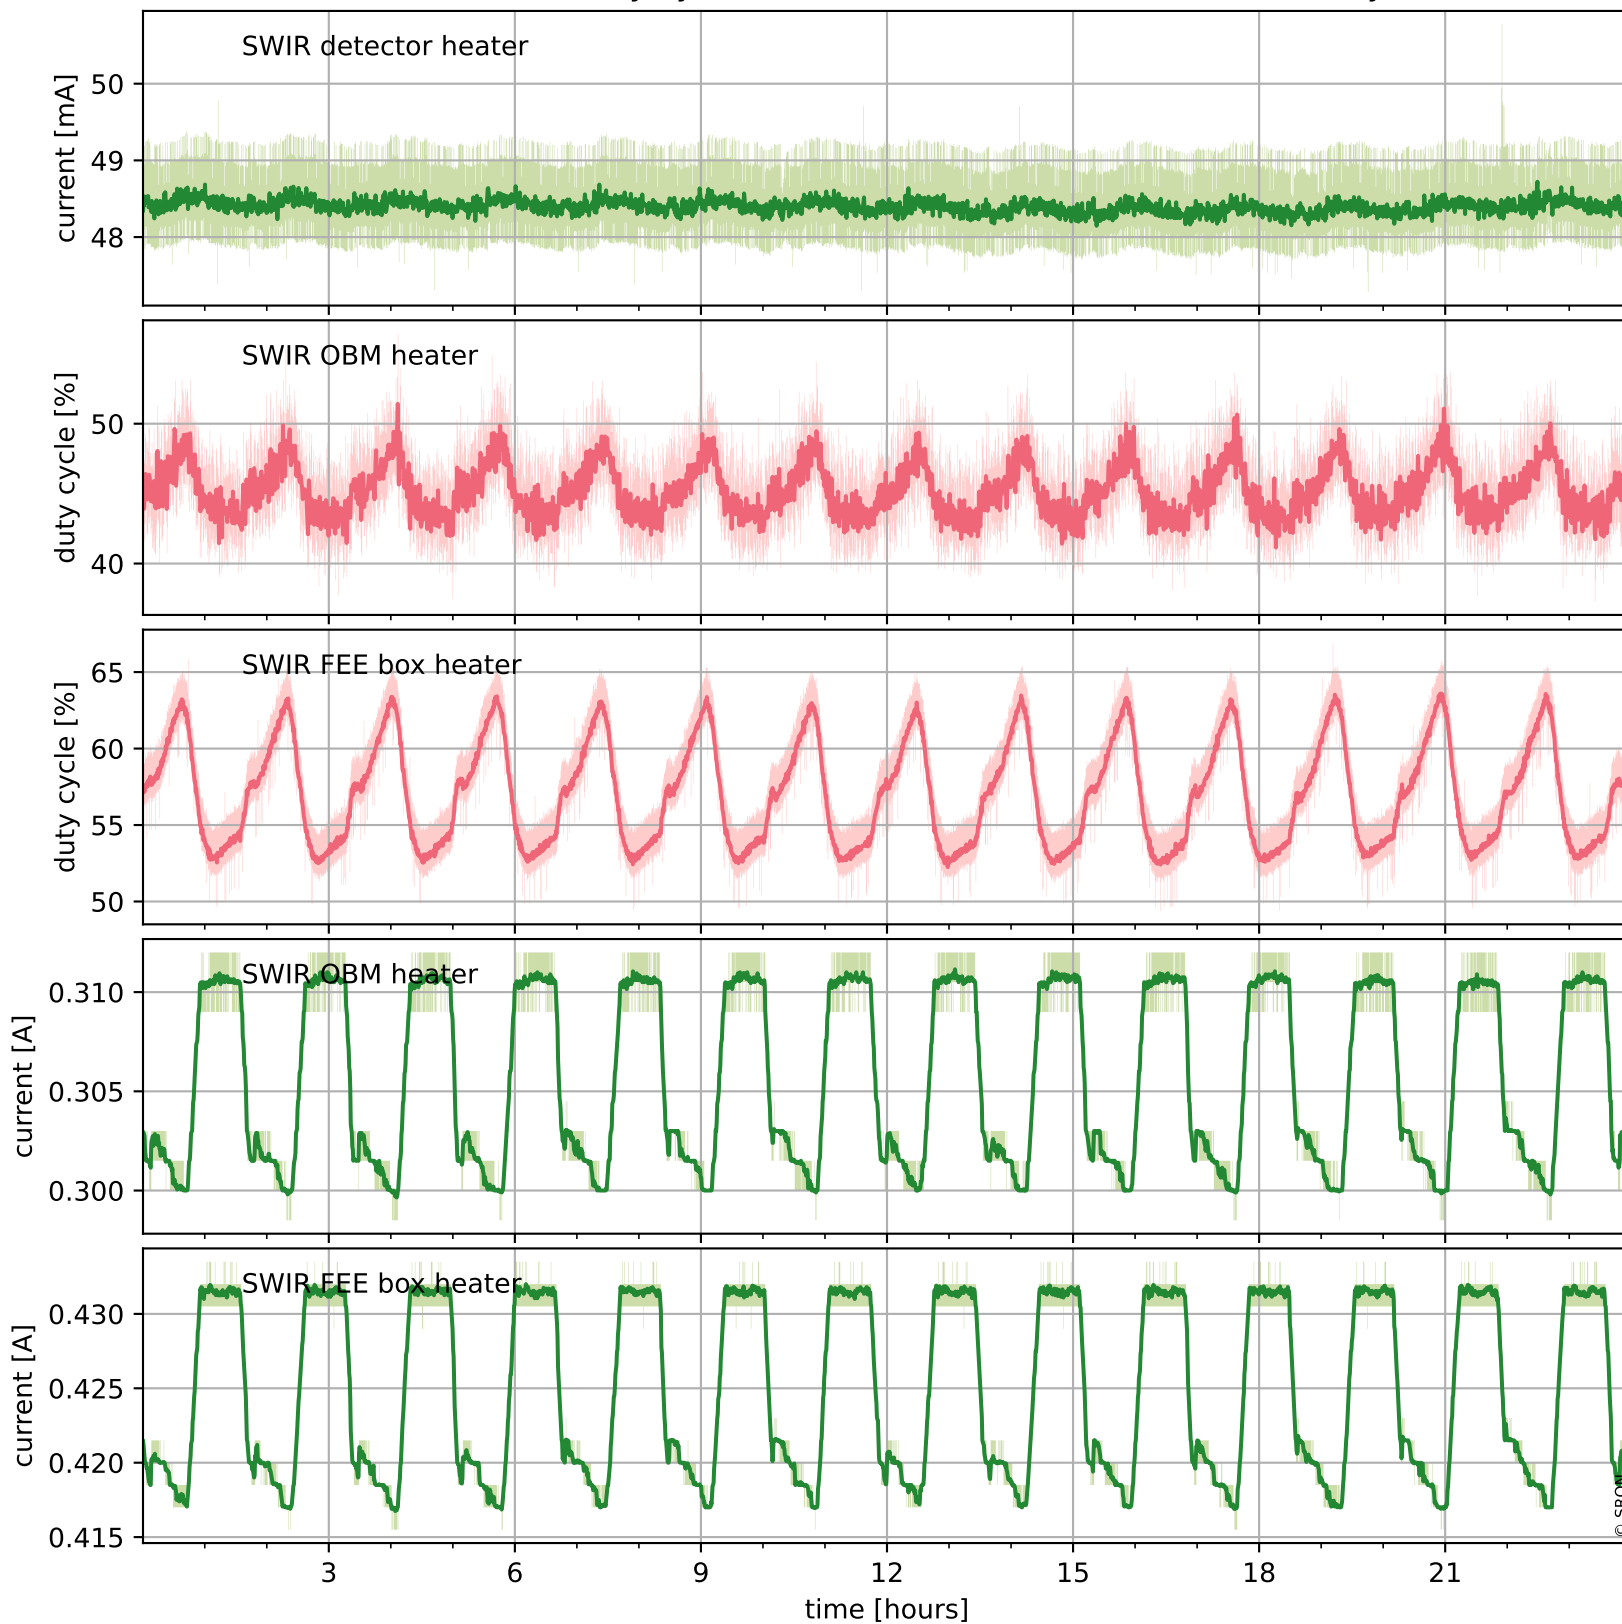 SWIR detector heater
current [mA]
50
49
48
SWIR OBM heater
duty cycle [%]
50
40
SWIR FEE box heater
duty cycle [%]
65
60
55
50
SWIR OBM heater
current [A]
0.310
0.305
0.300
SWIR FEE box heater
current [A]
0.430
0.425
0.420
0.415
3 6 9 12 15 18 21
time [hours]
© SRON